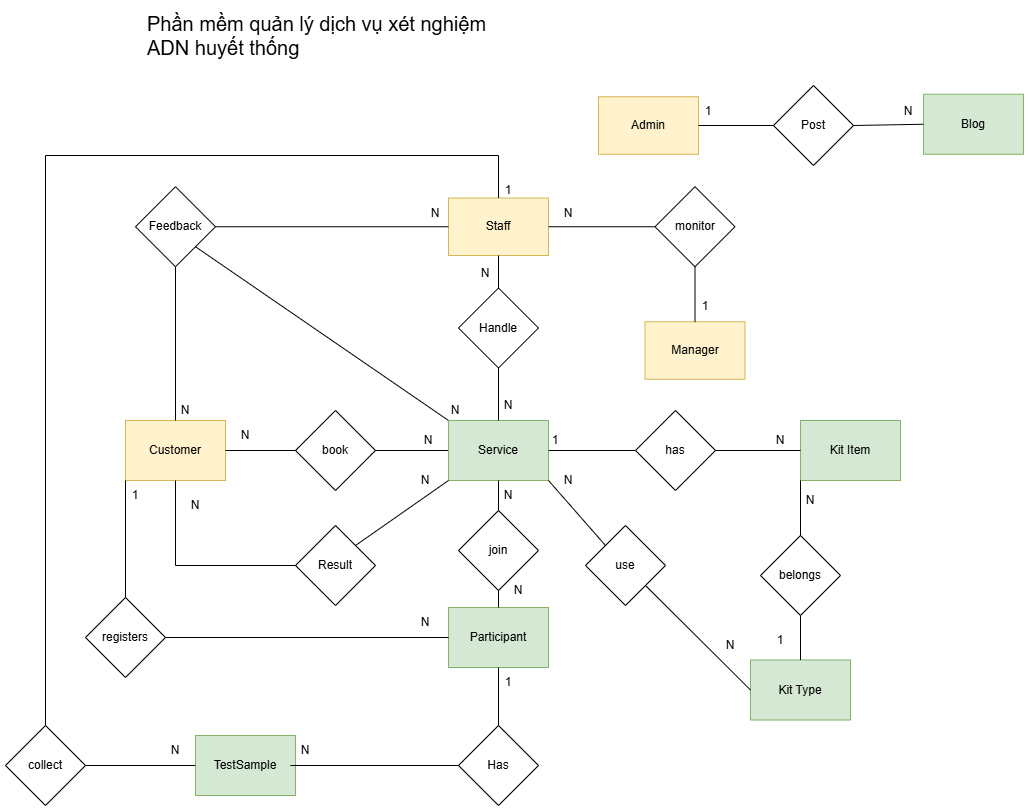 Phần mềm quản lý dịch vụ xét nghiệm
ADN huyết thống
Admin
1
Post
N
Blog
1
Feedback
N
Staff
N
monitor
N
1
Handle
Manager
N
N
N
Customer
N
book
N
Service
1
has
N
Kit Item
1
N
N
N
N
N
Result
join
use
belongs
N
registers
N
Participant
N
1
1
Kit Type
collect
N
TestSample
N
Has